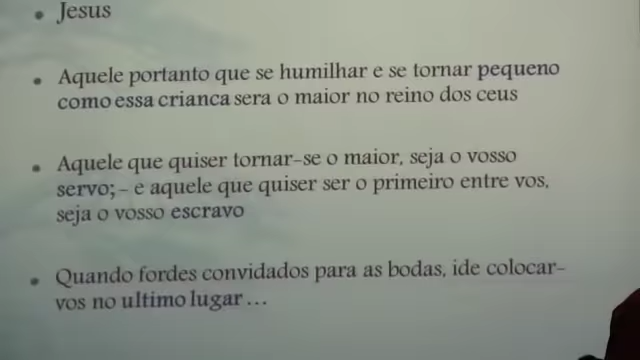 • Jesus
• Aquele portanto que se humilhar e se tornar pequeno
como essa crianca sera o maior no reino dos ceus
• Aquele que quiser tornar-se o maior, seja o vosso
servo; - e aquele que quiser ser o primeiro entre vos,
seja o vosso escravo
• Quando fordes convidados para as bodas, ide colocar-
vos no ultimo lugar ...